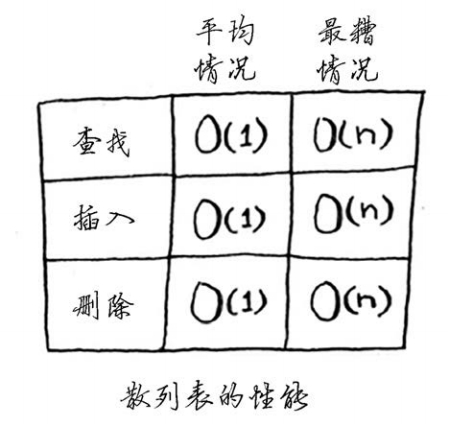 平均 最糟
情况 情况
查找 O(1) O(n)
插入 O(1) O(n)
删除 O(1) O(n)
散列表的性能